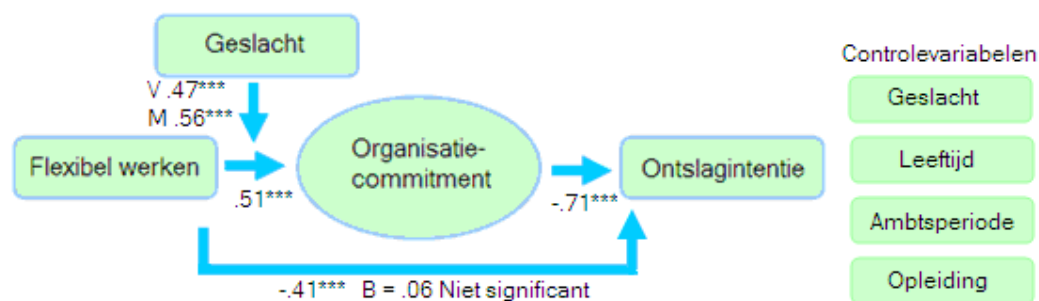 Geslacht
Controlevariabelen
V .47***
M .56***
Geslacht
Flexibel werken
.51***
Organisatie-
commitment
-.71***
Ontslagintentie
Leeftijd
Ambtsperiode
-.41*** B = .06 Niet significant
Opleiding